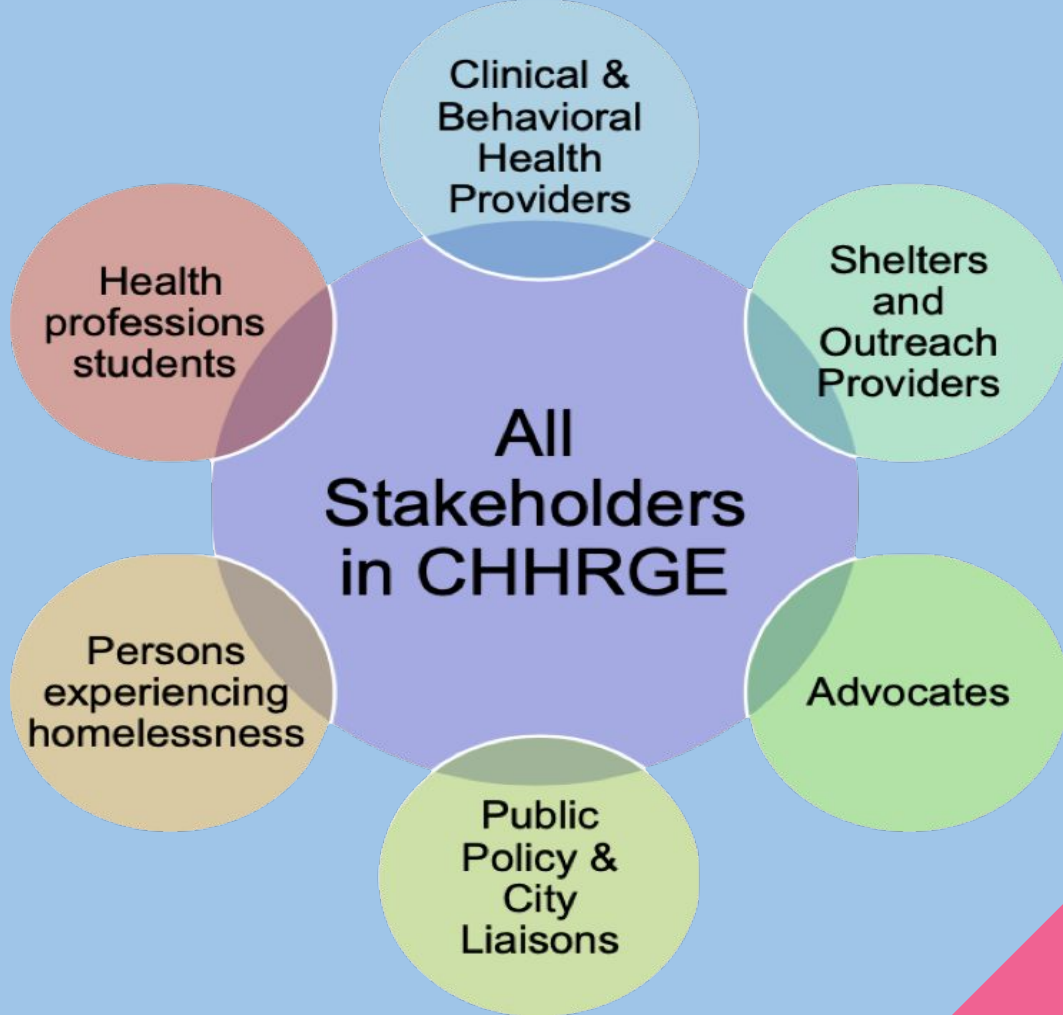 Clinical &
Behavioral
Health
Providers
Shelters
and
Outreach
Providers
Health
professions
students
All
Stakeholders
in CHHRGE
Persons
experiencing
homelessness
Advocates
Public
Policy &
City
Liaisons